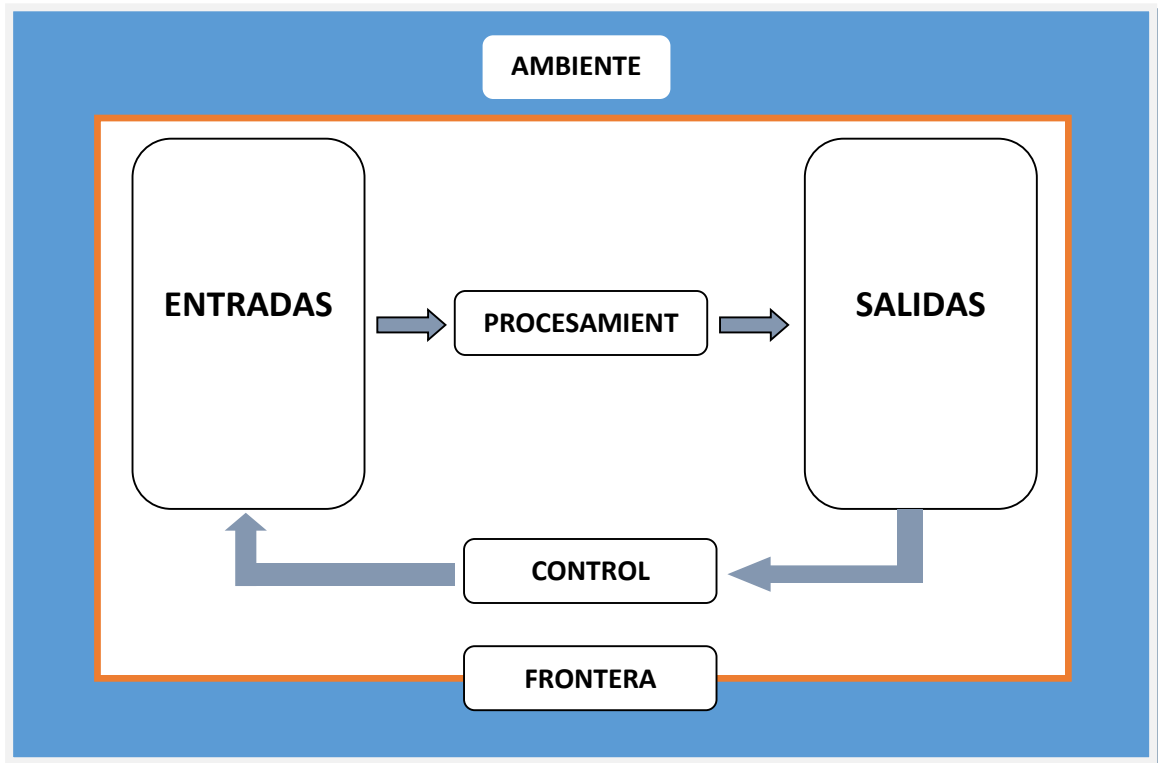 AMBIENTE
ENTRADAS
PROCESAMIENT
SALIDAS
CONTROL
FRONTERA